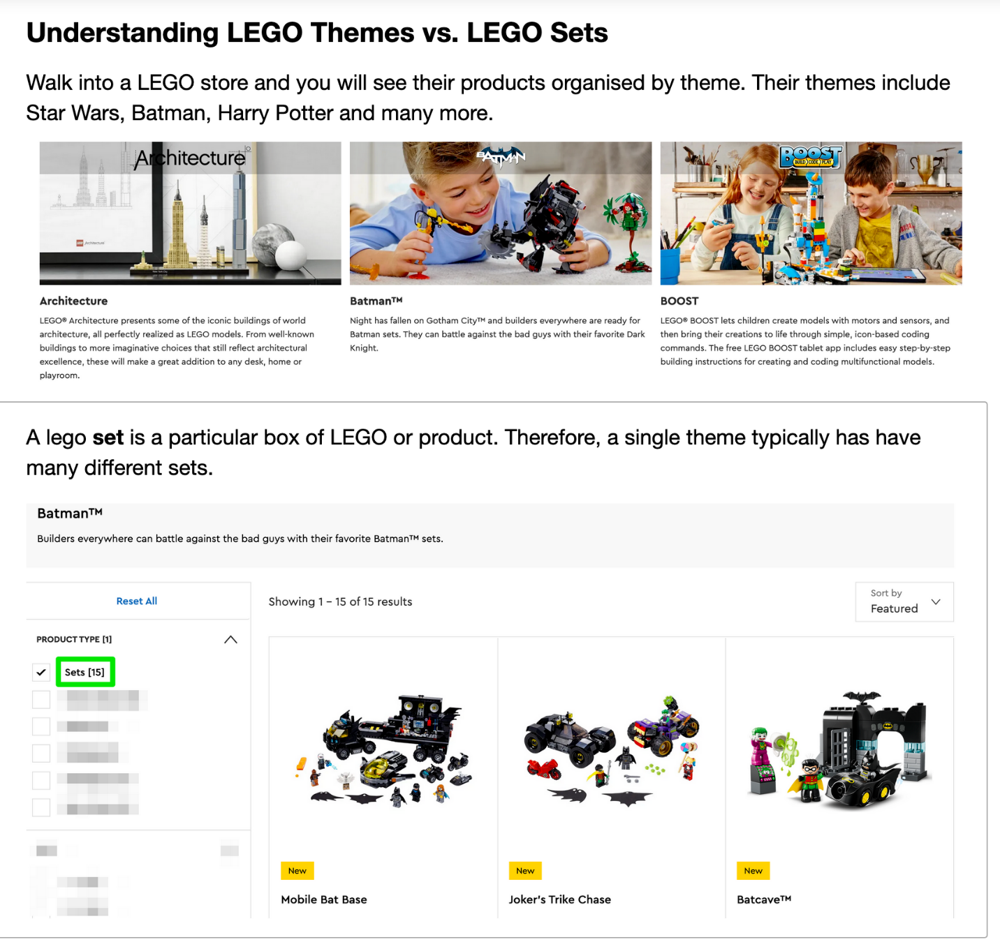 Understanding LEGO Themes vs. LEGO Sets
Walk into a LEGO store and you will see their products organised by theme. Their themes include
Star Wars, Batman, Harry Potter and many more.
Architecture
BATMAN
BOOST
BUILD CODE PLAY
Architecture
LEGO® Architecture presents some of the iconic buildings of world
architecture, all perfectly realized as LEGO models. From well-known
buildings to more imaginative choices that still reflect architectural
excellence, these will make a great addition to any desk, home or
playroom.
Batman™
Night has fallen on Gotham City™ and builders everywhere are ready for
Batman sets. They can battle against the bad guys with their favorite Dark
Knight.
BOOST
LEGO® BOOST lets children create models with motors and sensors, and
then bring their creations to life through simple, icon-based coding
commands. The free LEGO BOOST tablet app includes easy step-by-step
building instructions for creating and coding multifunctional models.
A lego set is a particular box of LEGO or product. Therefore, a single theme typically has have
many different sets.
Batman™
Builders everywhere can battle against the bad guys with their favorite Batman™ sets.
Reset All
PRODUCT TYPE [1]
Sets [15]
Showing 1 - 15 of 15 results
Sort by
Featured
New
Mobile Bat Base
New
Joker's Trike Chase
New
Batcave™